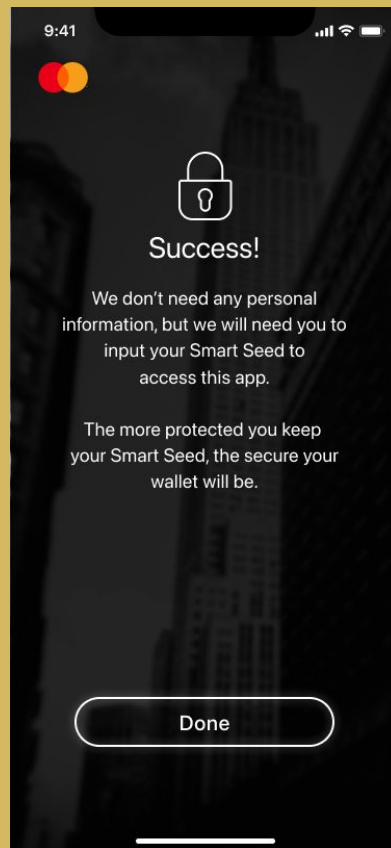 9:41
Success!
We don't need any personal
information, but we will need you to
input your Smart Seed to
access this app.
The more protected you keep
your Smart Seed, the secure your
wallet will be.
Done